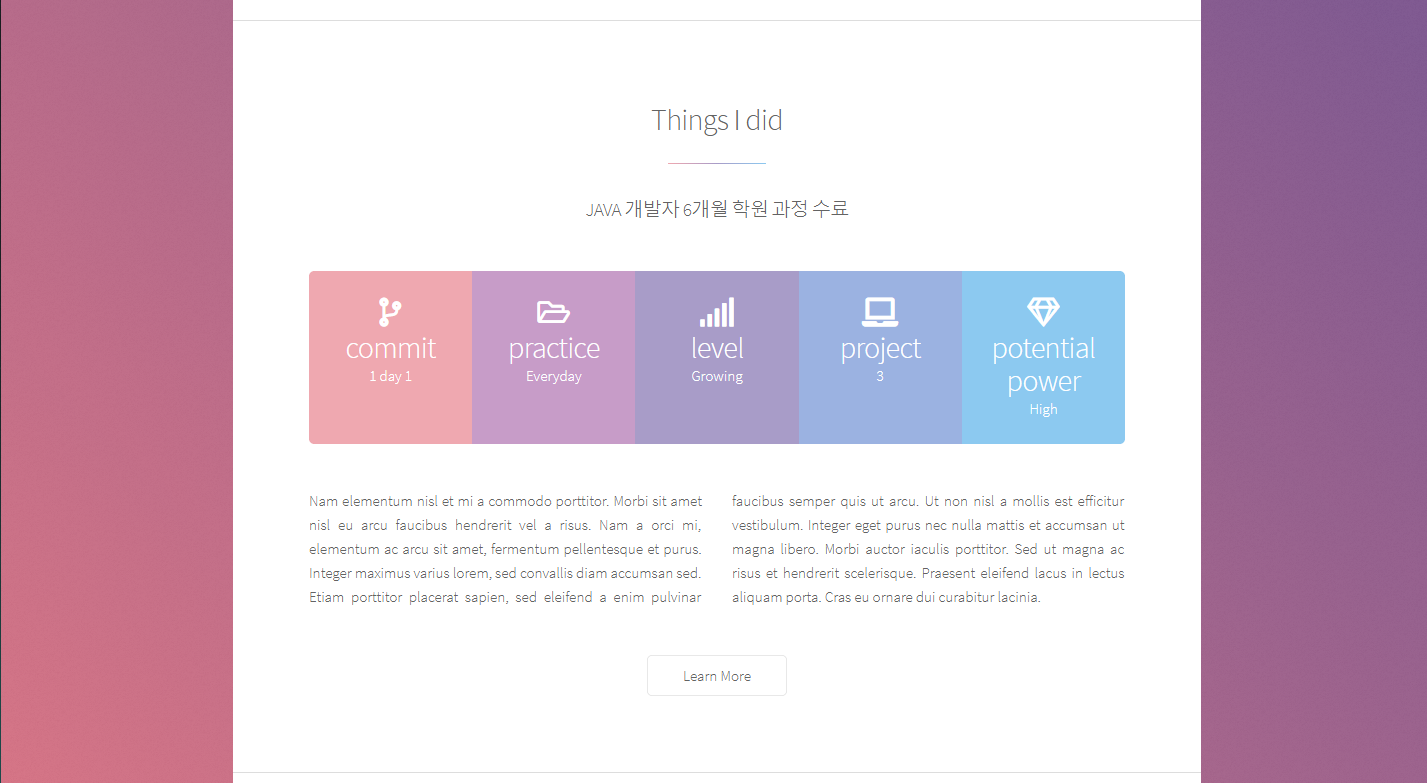 Things I did
JAVA 개발자 6개월 학원 과정 수료
commit
1 day 1
practice
Everyday
level
Growing
project
3
potential
power
High
Nam elementum nisl et mi a commodo porttitor. Morbi sit amet
nisl eu arcu faucibus hendrerit vel a risus. Nam a orci mi,
elementum ac arcu sit amet, fermentum pellentesque et purus.
Integer maximus varius lorem, sed convallis diam accumsan sed.
Etiam porttitor placerat sapien, sed eleifend a enim pulvinar
faucibus semper quis ut arcu. Ut non nisl a mollis est efficitur
vestibulum. Integer eget purus nec nulla mattis et accumsan ut
magna libero. Morbi auctor iaculis porttitor. Sed ut magna ac
risus et hendrerit scelerisque. Praesent eleifend lacus in lectus
aliquam porta. Cras eu ornare dui curabitur lacinia.
Learn More